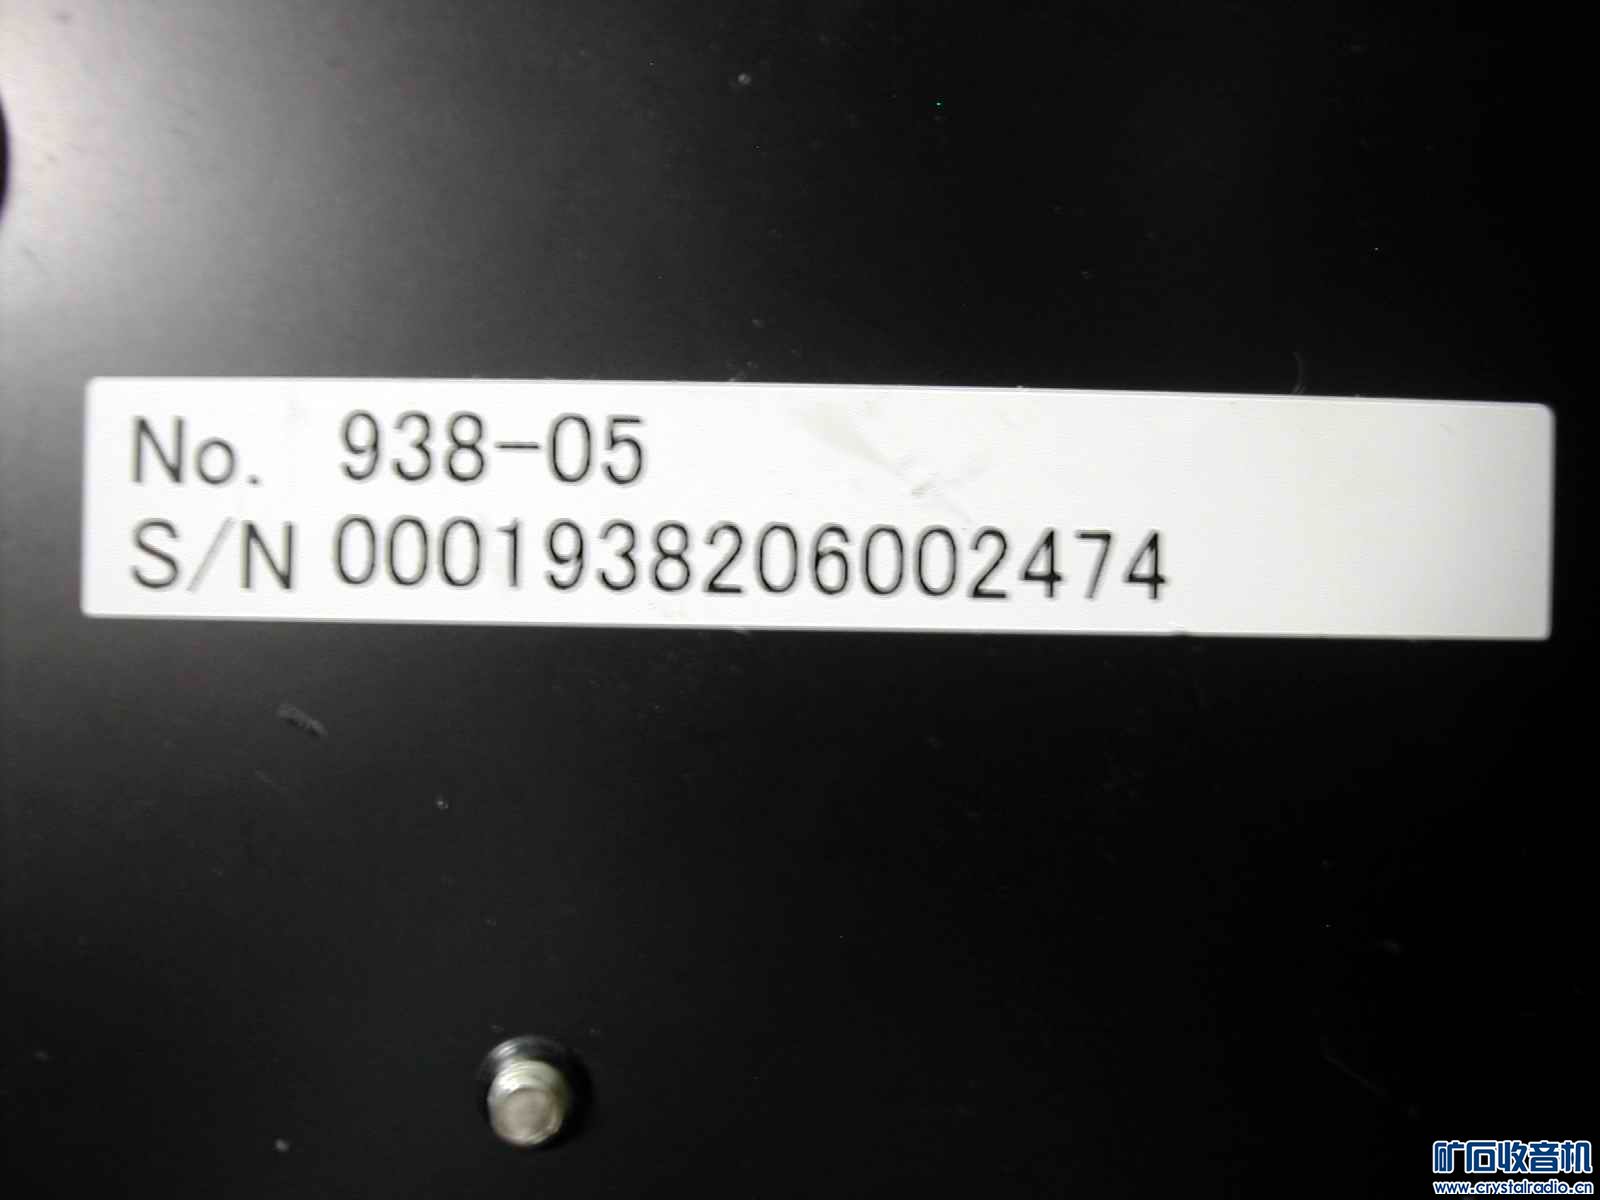 No. 938-05
S/N 0001938206002474
矿石收音机
www.crystalradio.cn